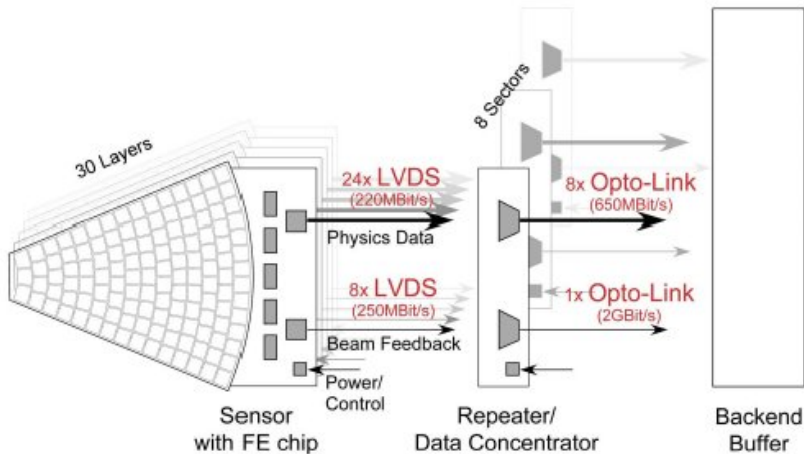 30 Layers
8 Sectors
24x LVDS
(220MBit/s)
Physics Data
8x LVDS
(250MBit/s)
Beam Feedback
Power/
Control
8x Opto-Link
(650MBit/s)
1x Opto-Link
(2GBit/s)
Sensor
with FE chip
Repeater/
Data Concentrator
Backend
Buffer